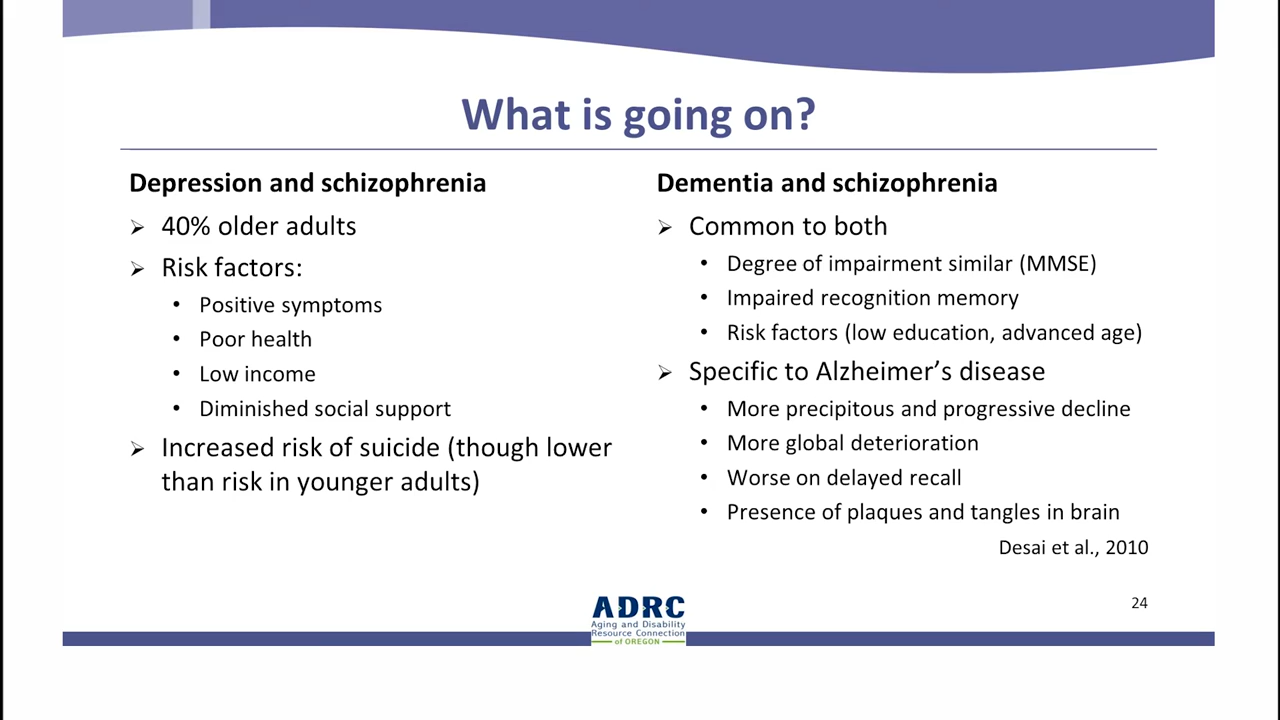 What is going on?
Depression and schizophrenia
40% older adults
Risk factors:
Positive symptoms
Poor health
Low income
Diminished social support
Increased risk of suicide (though lower
than risk in younger adults)
Dementia and schizophrenia
Common to both
Degree of impairment similar (MMSE)
Impaired recognition memory
Risk factors (low education, advanced age)
Specific to Alzheimer’s disease
More precipitous and progressive decline
More global deterioration
Worse on delayed recall
Presence of plaques and tangles in brain
Desai et al., 2010
24
ADRC
Aging and Disability
Resource Connection
of OREGON